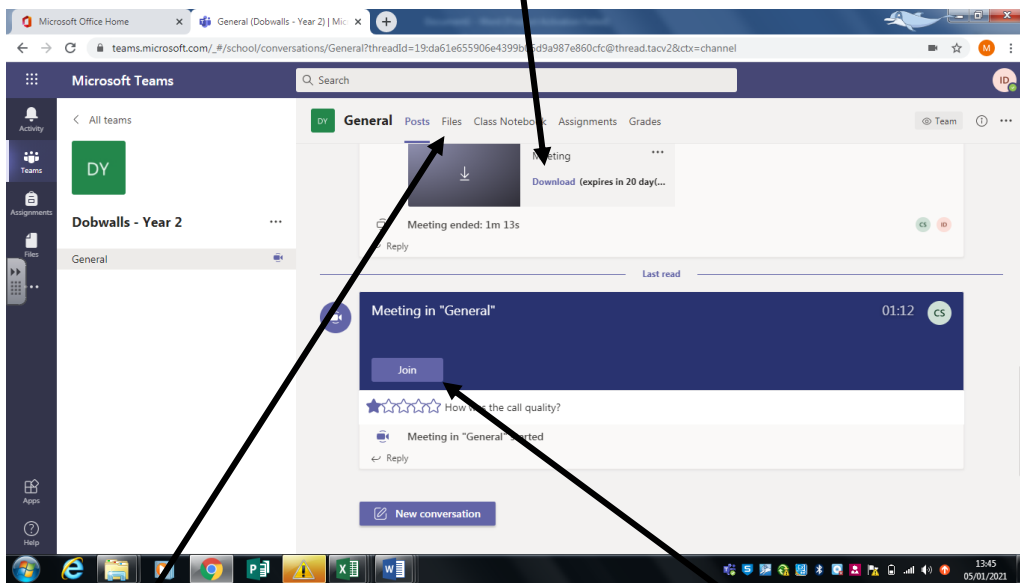 Microsoft Office Home
General (Dobwalls - Year 2) | Mic
teams.microsoft.com/_#/school/conversations/General?threadId=19:da61e655906e4399b d9a987e860cfc@thread.tacv2&ctx=channel
M
Microsoft Teams
Search
ID
Activity
Teams
Assignments
Files
Apps
Help
All teams
DY
Dobwalls - Year 2
General
DY
General Posts Files Class Notebook Assignments Grades
Team
Meeting
Download (expires in 20 day(...
Meeting ended: 1m 13s
CS ID
Reply
Last read
Meeting in "General"
01:12 CS
Join
How was the call quality?
Meeting in "General" started
Reply
New conversation
13:45
05/01/2021